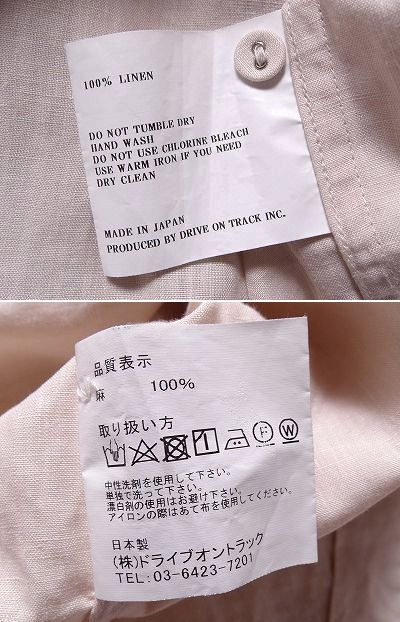 100% LINEN
DO NOT TUMBLE DRY
HAND WASH
DO NOT USE CHLORINE BLEACH
USE WARM IRON IF YOU NEED
DRY CLEAN
MADE IN JAPAN
PRODUCED BY DRIVE ON TRACK INC.
品質表示
麻 100%
取り扱い方
F W
中性洗剤を使用して下さい。
単独で洗って下さい。
漂白剤の使用はお避け下さい。
アイロンの際はあて布を使用してください。
日本製
(株)ドライブオントラック
TEL: 03-6423-7201